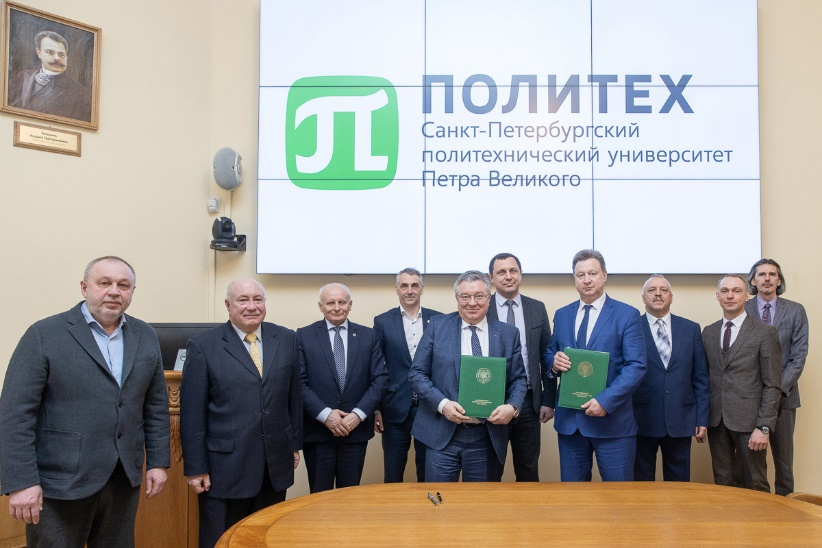 ПОЛИТЕХ
Санкт-Петербургский
политехнический университет
Петра Великого